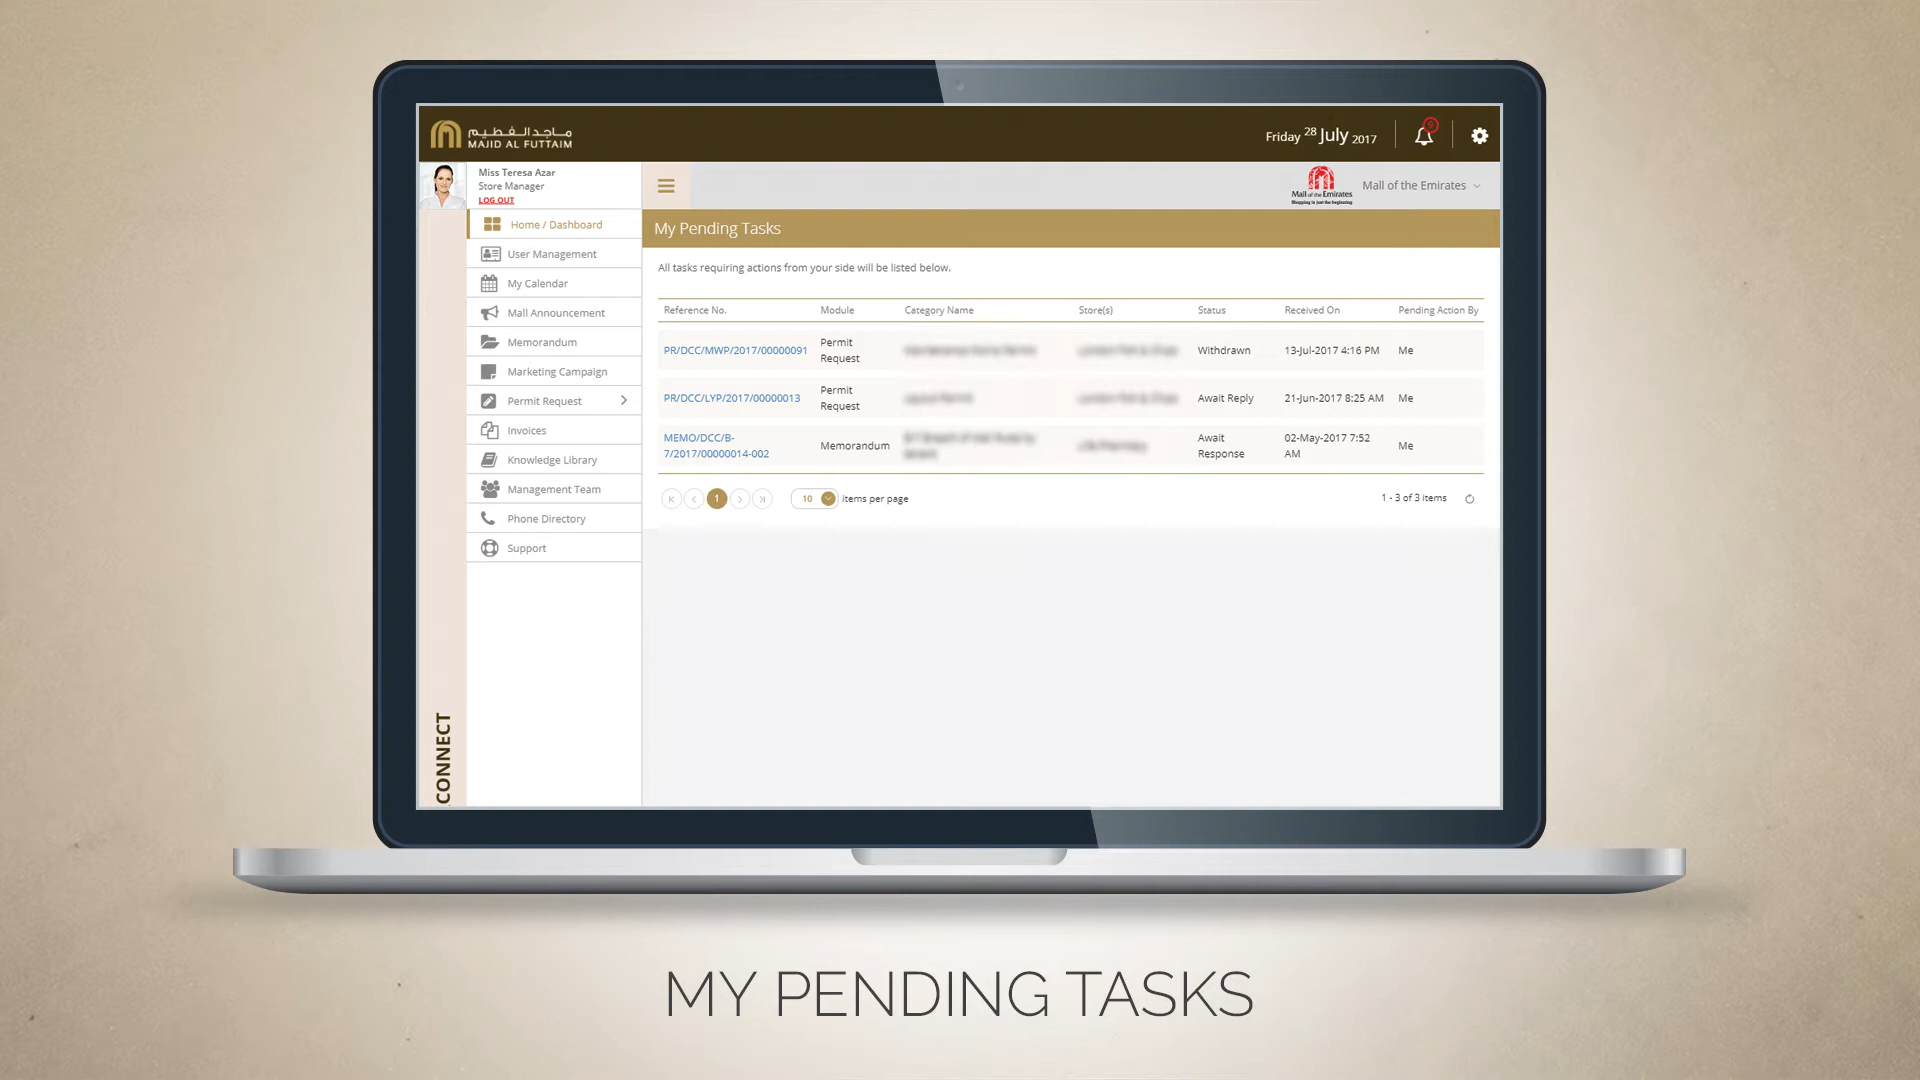 ماجد الفطيم
MAJID AL FUTTAIM
Friday 28 July 2017
9
Miss Teresa Azar
Store Manager
LOG OUT
Mall of the Emirates
Shopping is just the beginning
Mall of the Emirates
Home / Dashboard
User Management
My Calendar
Mall Announcement
Memorandum
Marketing Campaign
Permit Request
Invoices
Knowledge Library
Management Team
Phone Directory
Support
CONNECT
My Pending Tasks
All tasks requiring actions from your side will be listed below.
Reference No. Module Category Name Store(s) Status Received On Pending Action By
PR/DCC/MWP/2017/00000091 Permit Request Withdrawn 13-Jul-2017 4:16 PM Me
PR/DCC/LYP/2017/00000013 Permit Request Await Reply 21-Jun-2017 8:25 AM Me
MEMO/DCC/B-7/2017/00000014-002 Memorandum Await Response 02-May-2017 7:52 AM Me
1 10 items per page 1 - 3 of 3 items
MY PENDING TASKS